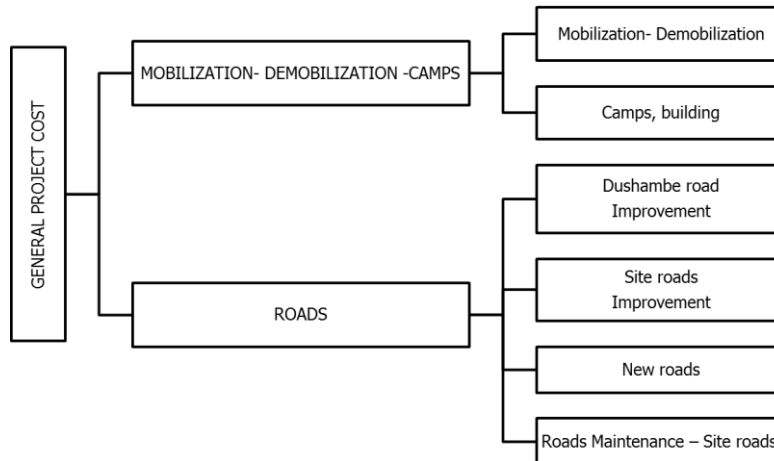 GENERAL PROJECT COST
MOBILIZATION- DEMOBILIZATION -CAMPS
Mobilization- Demobilization
Camps, building
ROADS
Dushambe road
Improvement
Site roads
Improvement
New roads
Roads Maintenance – Site roads